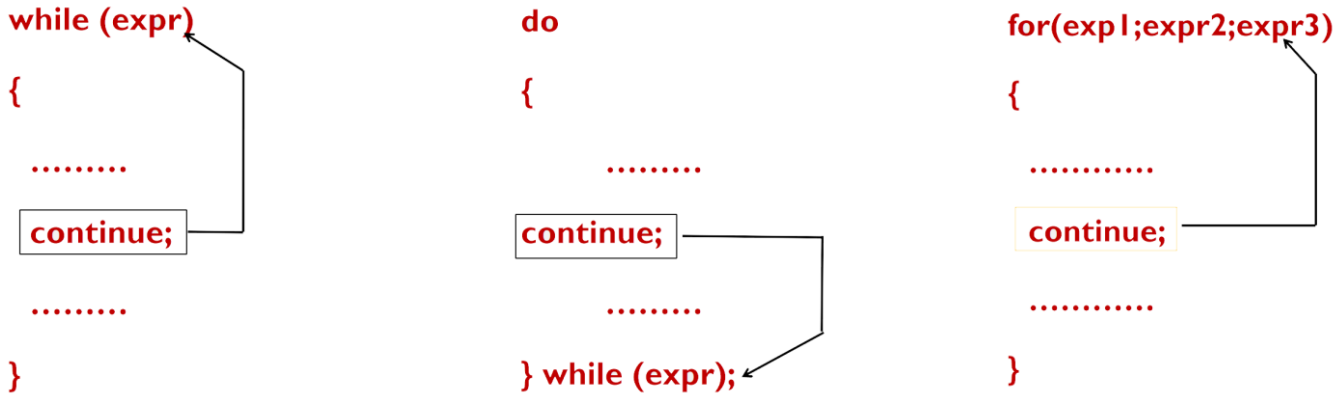 while (expr)
{
.........
continue;
.........
}
do
{
.........
continue;
.........
} while (expr);
for(exp1;expr2;expr3)
{
............
continue;
............
}